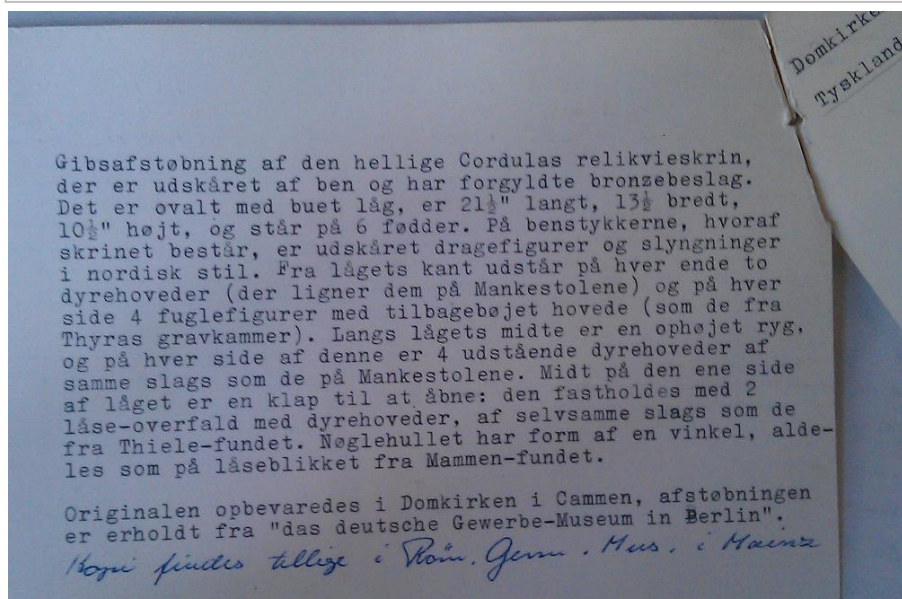 Domkirke
Tyskland
Gibsafstøbning af den hellige Cordulas relikvieskrin,
der er udskåret af ben og har forgyldte bronzebeslag.
Det er ovalt med buet låg, er 21½" langt, 13½ bredt,
10½" højt, og står på 6 fødder. På benstykkerne, hvoraf
skrinet består, er udskåret dragefigurer og slyngninger
i nordisk stil. Fra lågets kant udstår på hver ende to
dyrehoveder (der ligner dem på Mankestolene) og på hver
side 4 fuglefigurer med tilbagebøjet hovede (som de fra
Thyras gravkammer). Langs lågets midte er en ophøjet ryg,
og på hver side af denne er 4 udstående dyrehoveder af
samme slags som de på Mankestolene. Midt på den ene side
af låget er en klap til at åbne: den fastholdes med 2
låse-overfald med dyrehoveder, af selvsamme slags som de
fra Thiele-fundet. Nøglehullet har form af en vinkel, alde-
les som på låseblikket fra Mammen-fundet.
Originalen opbevaredes i Domkirken i Cammen, afstøbningen
er erholdt fra "das deutsche Gewerbe-Museum in Berlin".
Kopi findes tillige i Röm. Germ. Mus. i Mainz